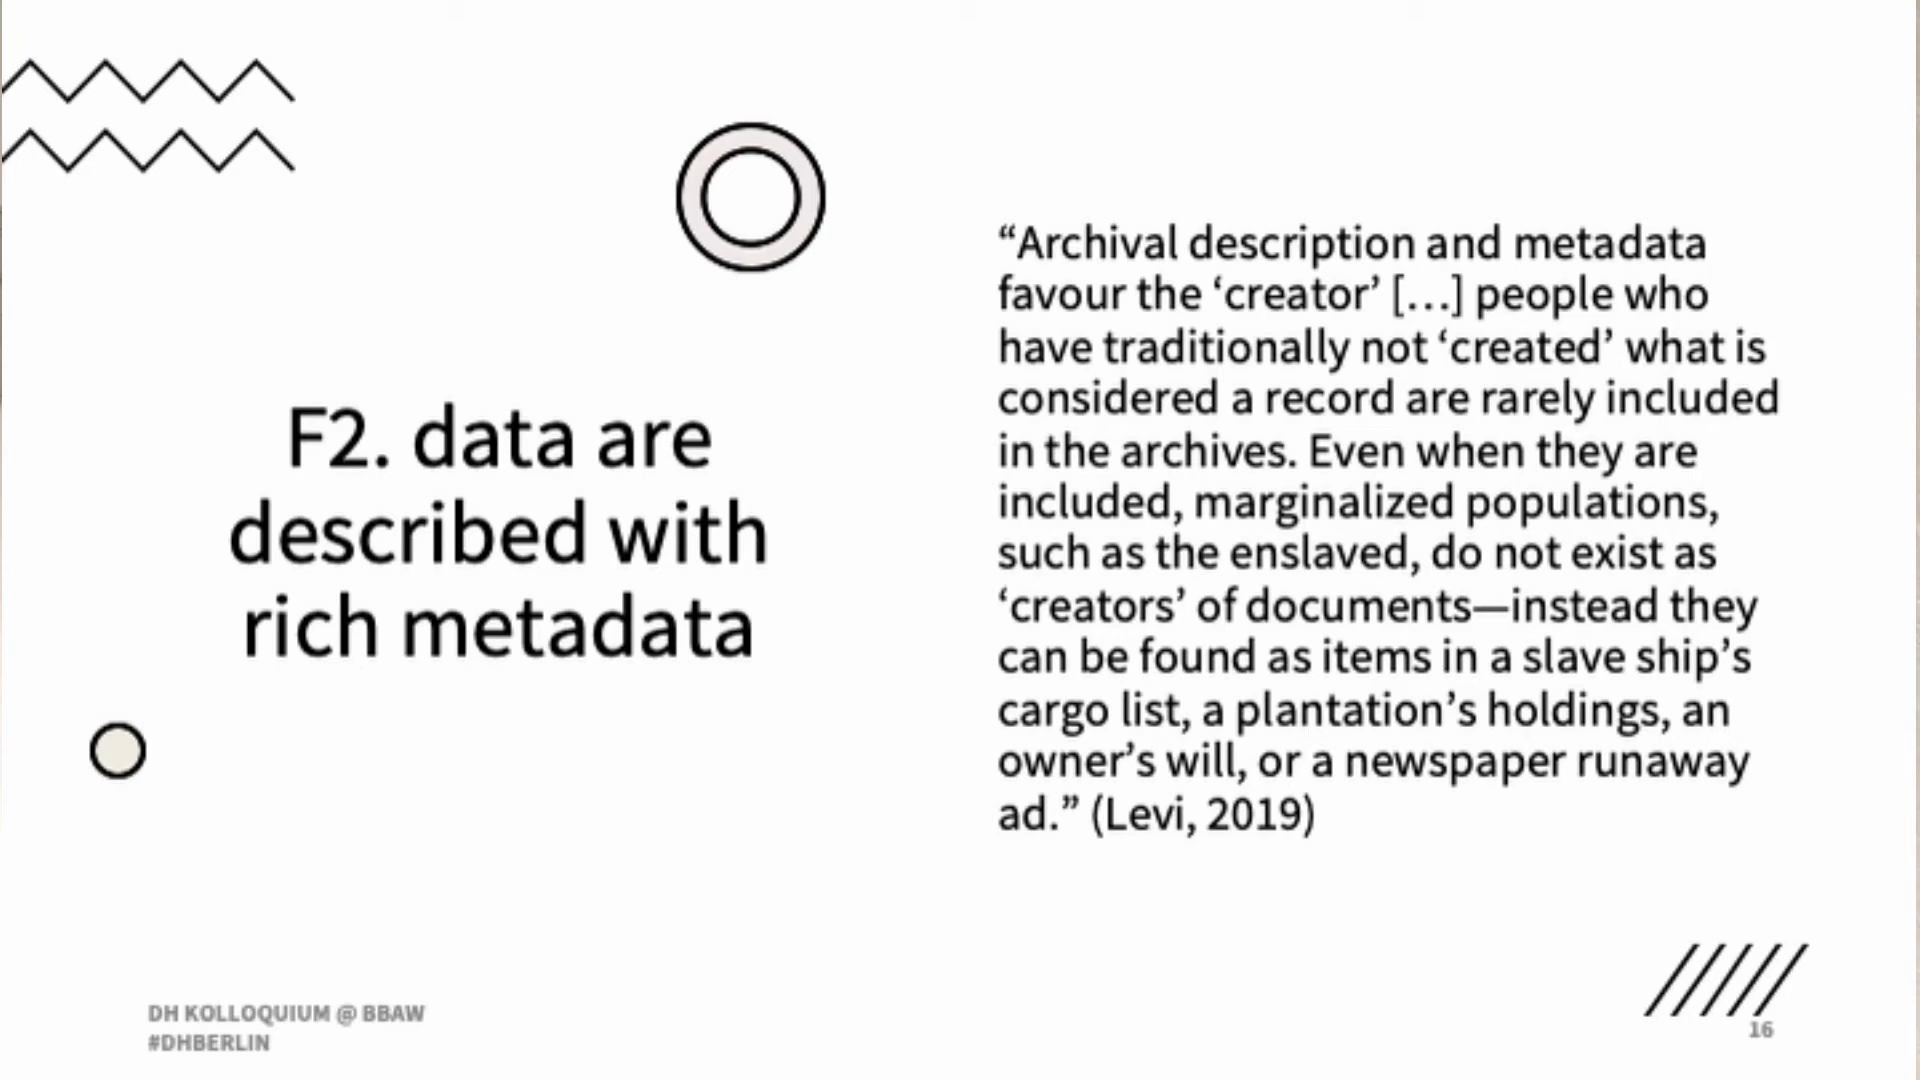 F2. data are
described with
rich metadata
“Archival description and metadata
favour the ‘creator’ […] people who
have traditionally not ‘created’ what is
considered a record are rarely included
in the archives. Even when they are
included, marginalized populations,
such as the enslaved, do not exist as
‘creators’ of documents—instead they
can be found as items in a slave ship’s
cargo list, a plantation’s holdings, an
owner’s will, or a newspaper runaway
ad.” (Levi, 2019)
DH KOLLOQUIUM @ BBAW
#DHBERLIN
16